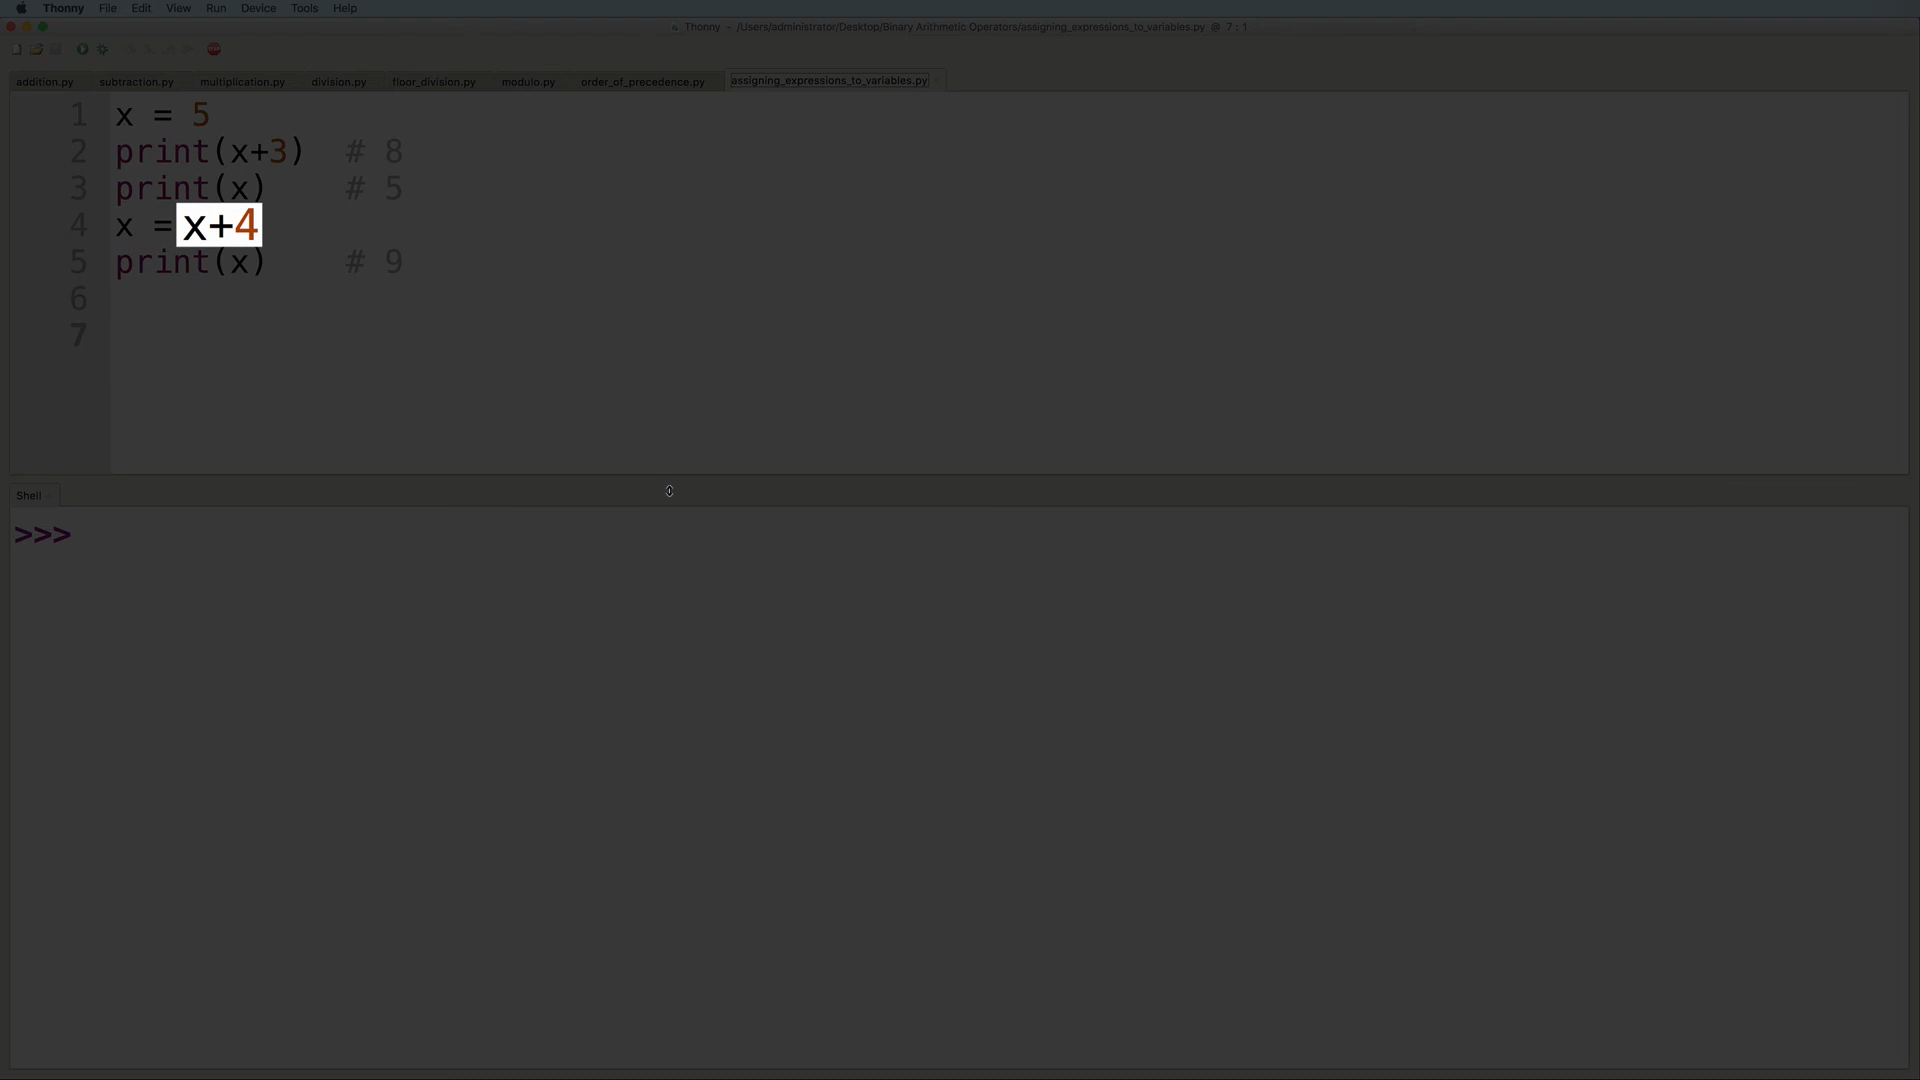 Thonny File Edit View Run Device Tools Help
Thonny - /Users/administrator/Desktop/Binary Arithmetic Operators/assigning_expressions_to_variables.py @ 7 : 1
STOP
addition.py subtraction.py multiplication.py division.py floor_division.py modulo.py order_of_precedence.py assigning_expressions_to_variables.py
1 x = 5
2 print(x+3)  # 8
3 print(x)    # 5
4 x = x+4
5 print(x)    # 9
6
7
Shell
>>>